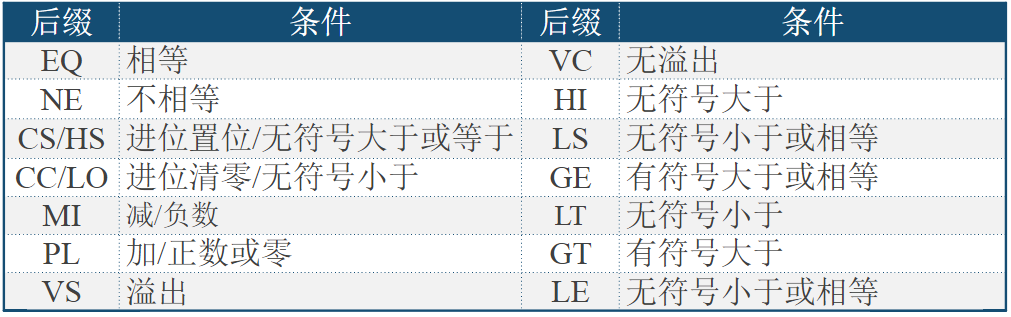 后缀 条件 后缀 条件
EQ 相等 VC 无溢出
NE 不相等 HI 无符号大于
CS/HS 进位置位/无符号大于或等于 LS 无符号小于或相等
CC/LO 进位清零/无符号小于 GE 有符号大于或相等
MI 减/负数 LT 无符号小于
PL 加/正数或零 GT 有符号大于
VS 溢出 LE 无符号小于或相等